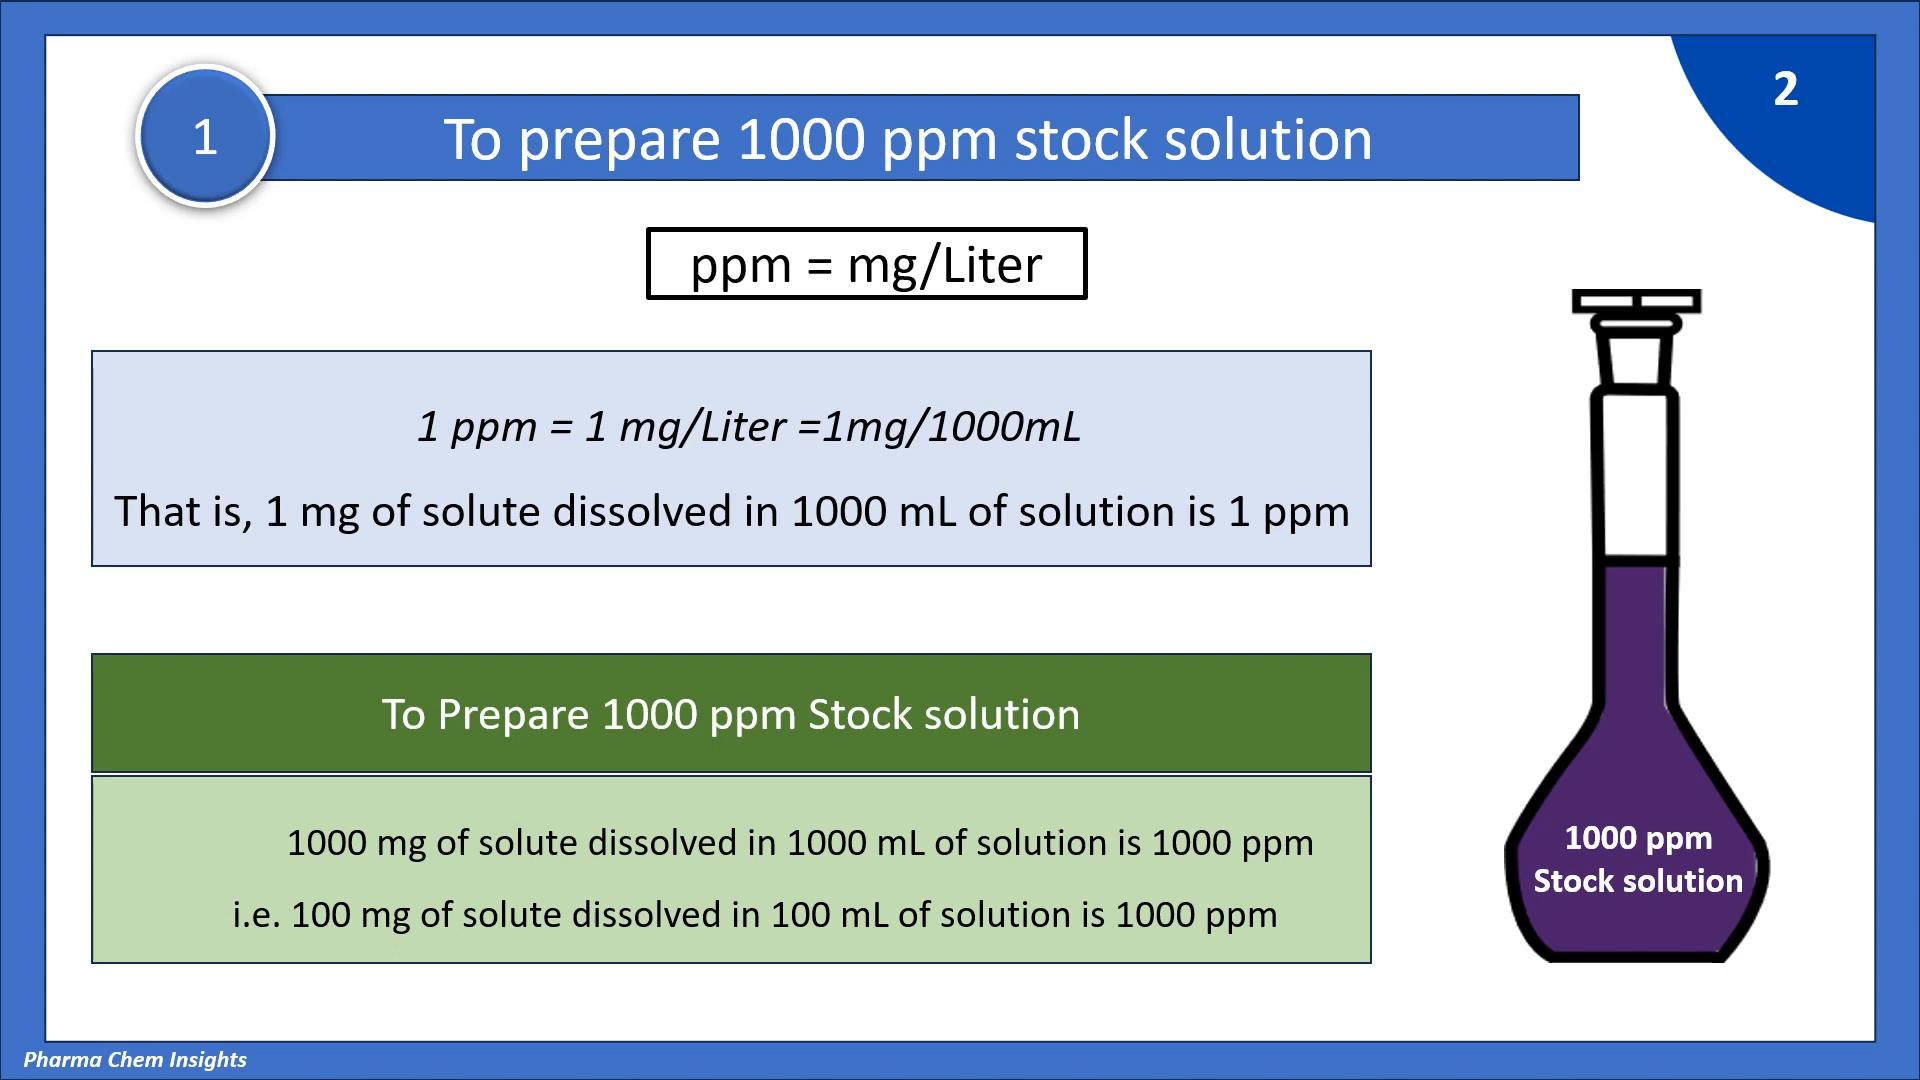 2
1
To prepare 1000 ppm stock solution
ppm = mg/Liter
1 ppm = 1 mg/Liter =1mg/1000mL
That is, 1 mg of solute dissolved in 1000 mL of solution is 1 ppm
To Prepare 1000 ppm Stock solution
1000 mg of solute dissolved in 1000 mL of solution is 1000 ppm
i.e. 100 mg of solute dissolved in 100 mL of solution is 1000 ppm
1000 ppm
Stock solution
Pharma Chem Insights